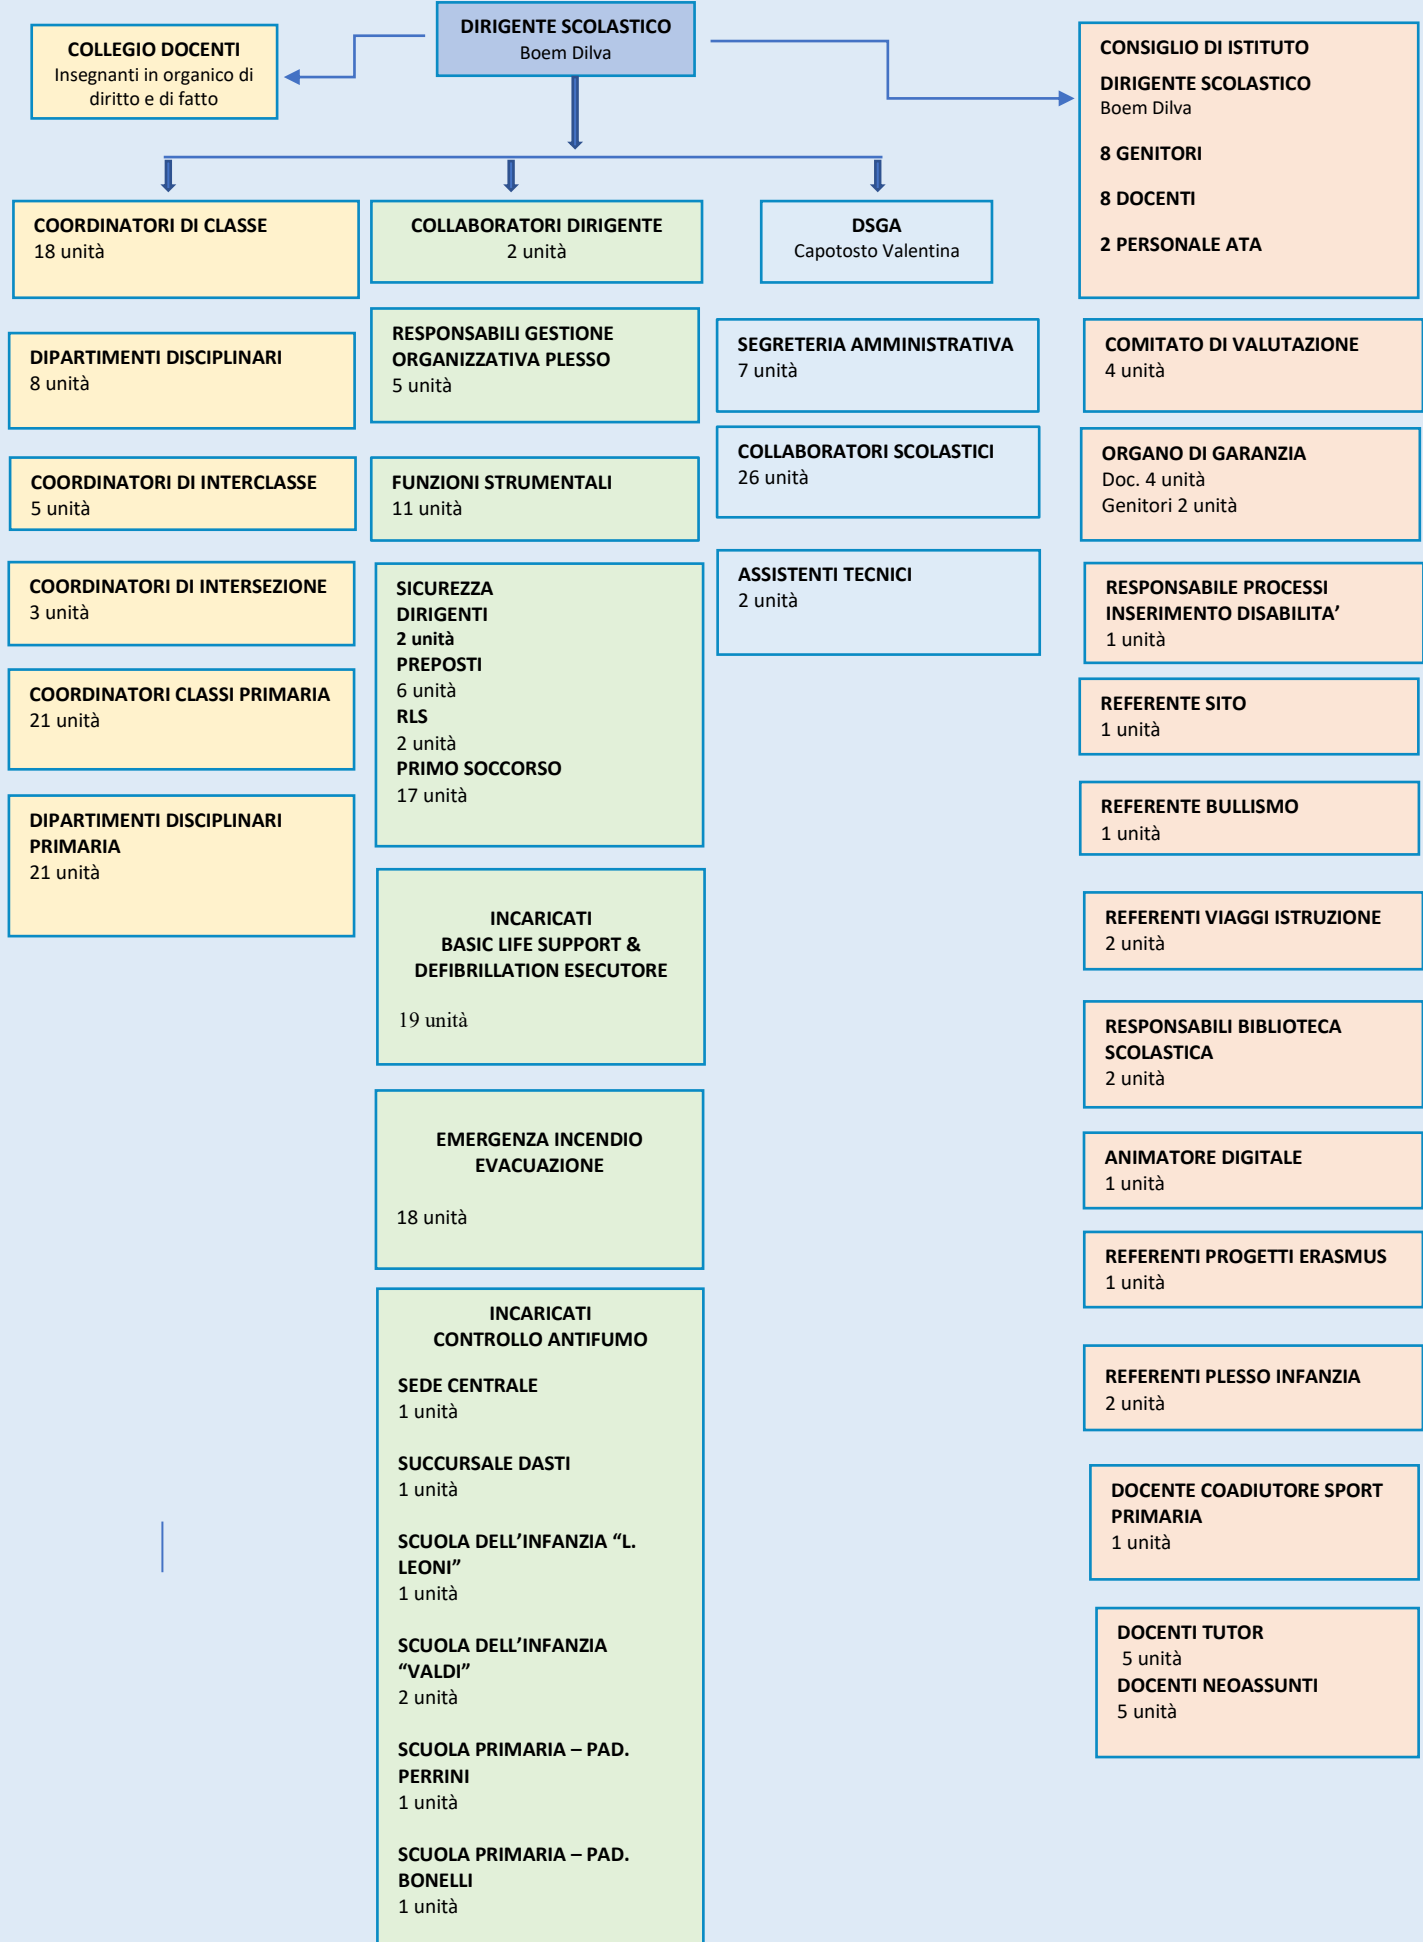 DIRIGENTE SCOLASTICO
Boem Dilva
COLLEGIO DOCENTI
Insegnanti in organico di
diritto e di fatto
CONSIGLIO DI ISTITUTO
DIRIGENTE SCOLASTICO
Boem Dilva
8 GENITORI
8 DOCENTI
2 PERSONALE ATA
COORDINATORI DI CLASSE
18 unità
DIPARTIMENTI DISCIPLINARI
8 unità
COORDINATORI DI INTERCLASSE
5 unità
COORDINATORI DI INTERSEZIONE
3 unità
COORDINATORI CLASSI PRIMARIA
21 unità
DIPARTIMENTI DISCIPLINARI
PRIMARIA
21 unità
COLLABORATORI DIRIGENTE
2 unità
RESPONSABILI GESTIONE
ORGANIZZATIVA PLESSO
5 unità
FUNZIONI STRUMENTALI
11 unità
SICUREZZA
DIRIGENTI
2 unità
PREPOSTI
6 unità
RLS
2 unità
PRIMO SOCCORSO
17 unità
INCARICATI
BASIC LIFE SUPPORT &
DEFIBRILLATION ESECUTORE
19 unità
EMERGENZA INCENDIO
EVACUAZIONE
18 unità
INCARICATI
CONTROLLO ANTIFUMO
SEDE CENTRALE
1 unità
SUCCURSALE DASTI
1 unità
SCUOLA DELL’INFANZIA “L.
LEONI”
1 unità
SCUOLA DELL’INFANZIA
“VALDI”
2 unità
SCUOLA PRIMARIA – PAD.
PERRINI
1 unità
SCUOLA PRIMARIA – PAD.
BONELLI
1 unità
DSGA
Capotosto Valentina
SEGRETERIA AMMINISTRATIVA
7 unità
COLLABORATORI SCOLASTICI
26 unità
ASSISTENTI TECNICI
2 unità
COMITATO DI VALUTAZIONE
4 unità
ORGANO DI GARANZIA
Doc. 4 unità
Genitori 2 unità
RESPONSABILE PROCESSI
INSERIMENTO DISABILITA’
1 unità
REFERENTE SITO
1 unità
REFERENTE BULLISMO
1 unità
REFERENTI VIAGGI ISTRUZIONE
2 unità
RESPONSABILI BIBLIOTECA
SCOLASTICA
2 unità
ANIMATORE DIGITALE
1 unità
REFERENTI PROGETTI ERASMUS
1 unità
REFERENTI PLESSO INFANZIA
2 unità
DOCENTE COADIUTORE SPORT
PRIMARIA
1 unità
DOCENTI TUTOR
5 unità
DOCENTI NEOASSUNTI
5 unità